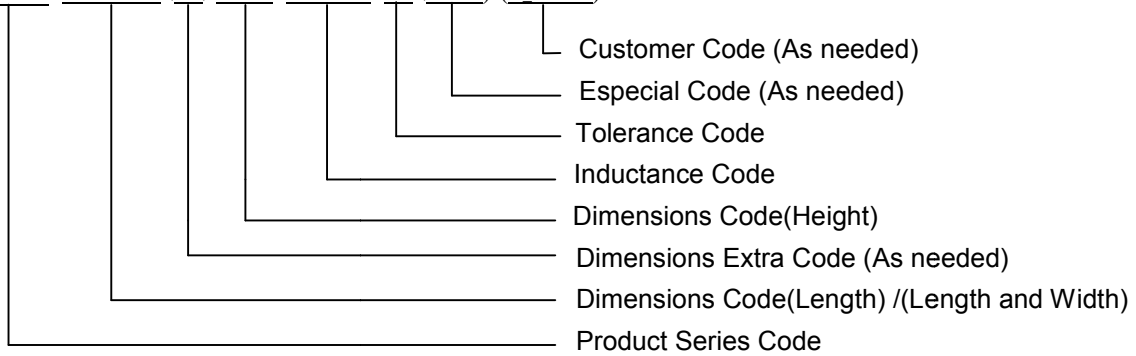 Customer Code (As needed)
Especial Code (As needed)
Tolerance Code
Inductance Code
Dimensions Code(Height)
Dimensions Extra Code (As needed)
Dimensions Code(Length) /(Length and Width)
Product Series Code